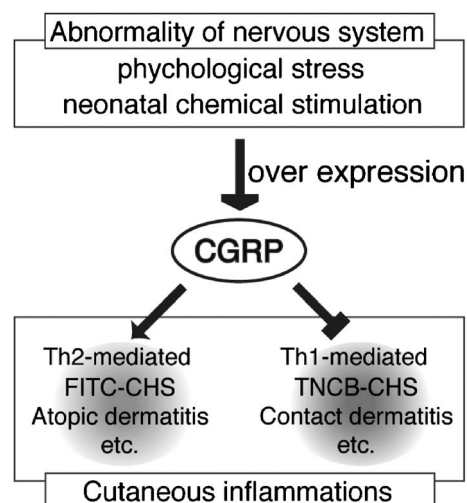 Abnormality of nervous system
phychological stress
neonatal chemical stimulation
over expression
CGRP
Th2-mediated
FITC-CHS
Atopic dermatitis
etc.
Th1-mediated
TNCB-CHS
Contact dermatitis
etc.
Cutaneous inflammations